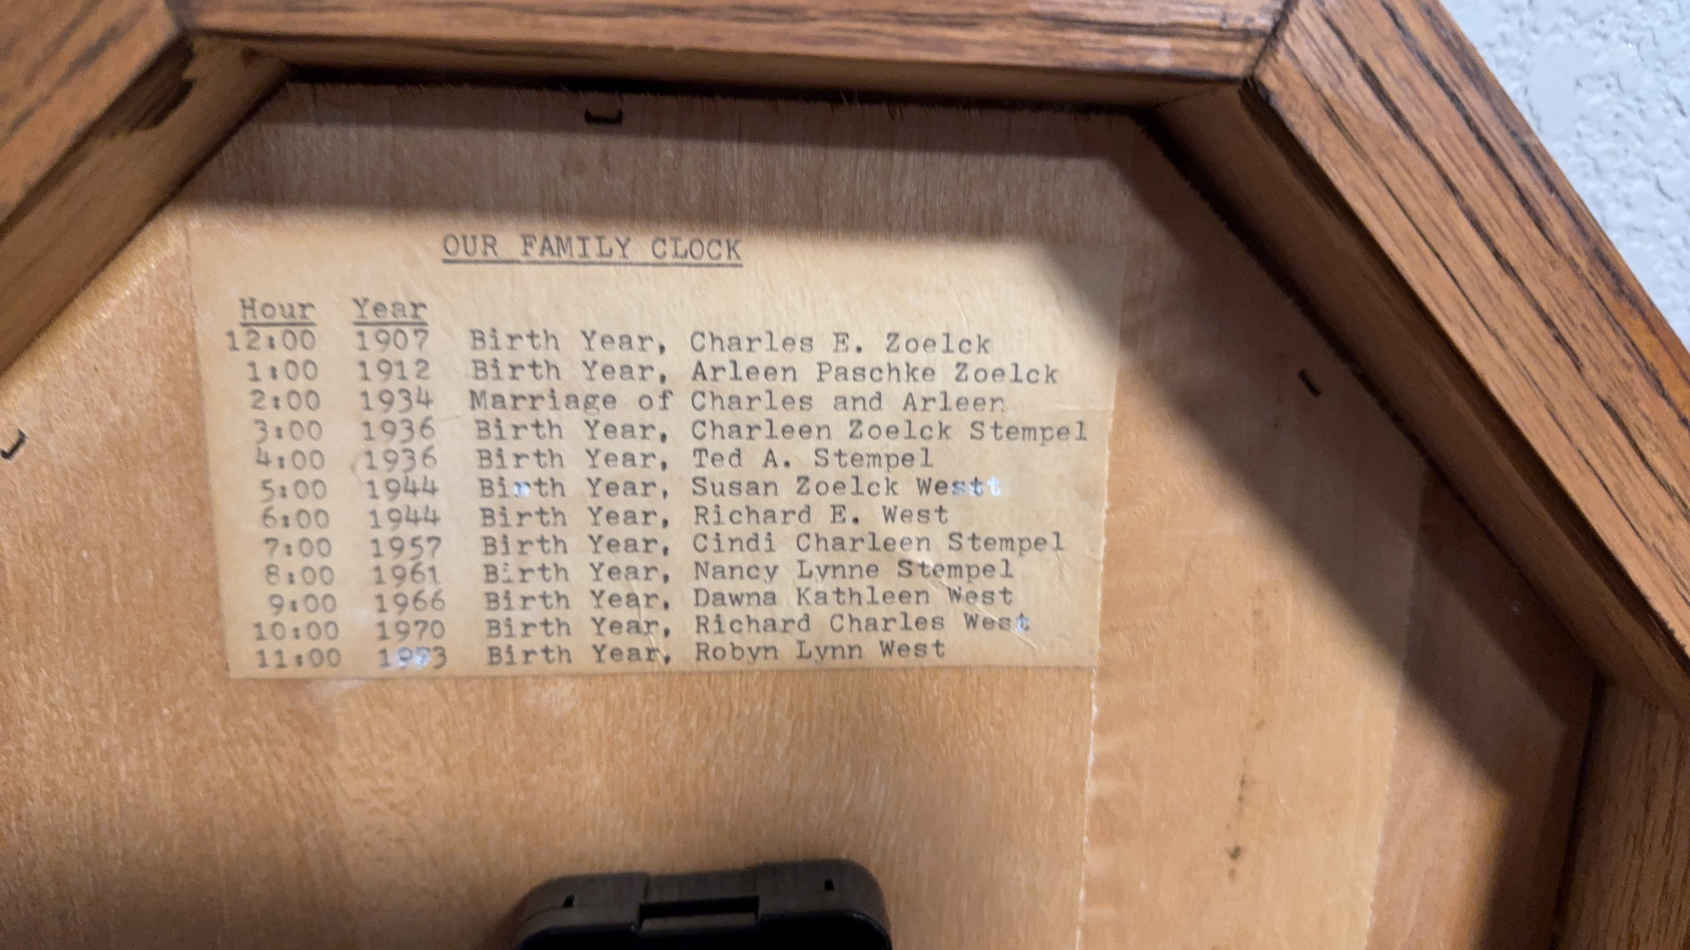 OUR FAMILY CLOCK
Hour Year
12:00 1907 Birth Year, Charles E. Zoelck
1:00 1912 Birth Year, Arleen Paschke Zoelck
2:00 1934 Marriage of Charles and Arleen
3:00 1936 Birth Year, Charleen Zoelck Stempel
4:00 1936 Birth Year, Ted A. Stempel
5:00 1944 Birth Year, Susan Zoelck West
6:00 1944 Birth Year, Richard E. West
7:00 1957 Birth Year, Cindi Charleen Stempel
8:00 1961 Birth Year, Nancy Lynne Stempel
9:00 1966 Birth Year, Dawna Kathleen West
10:00 1970 Birth Year, Richard Charles West
11:00 Birth Year, Robyn Lynn West